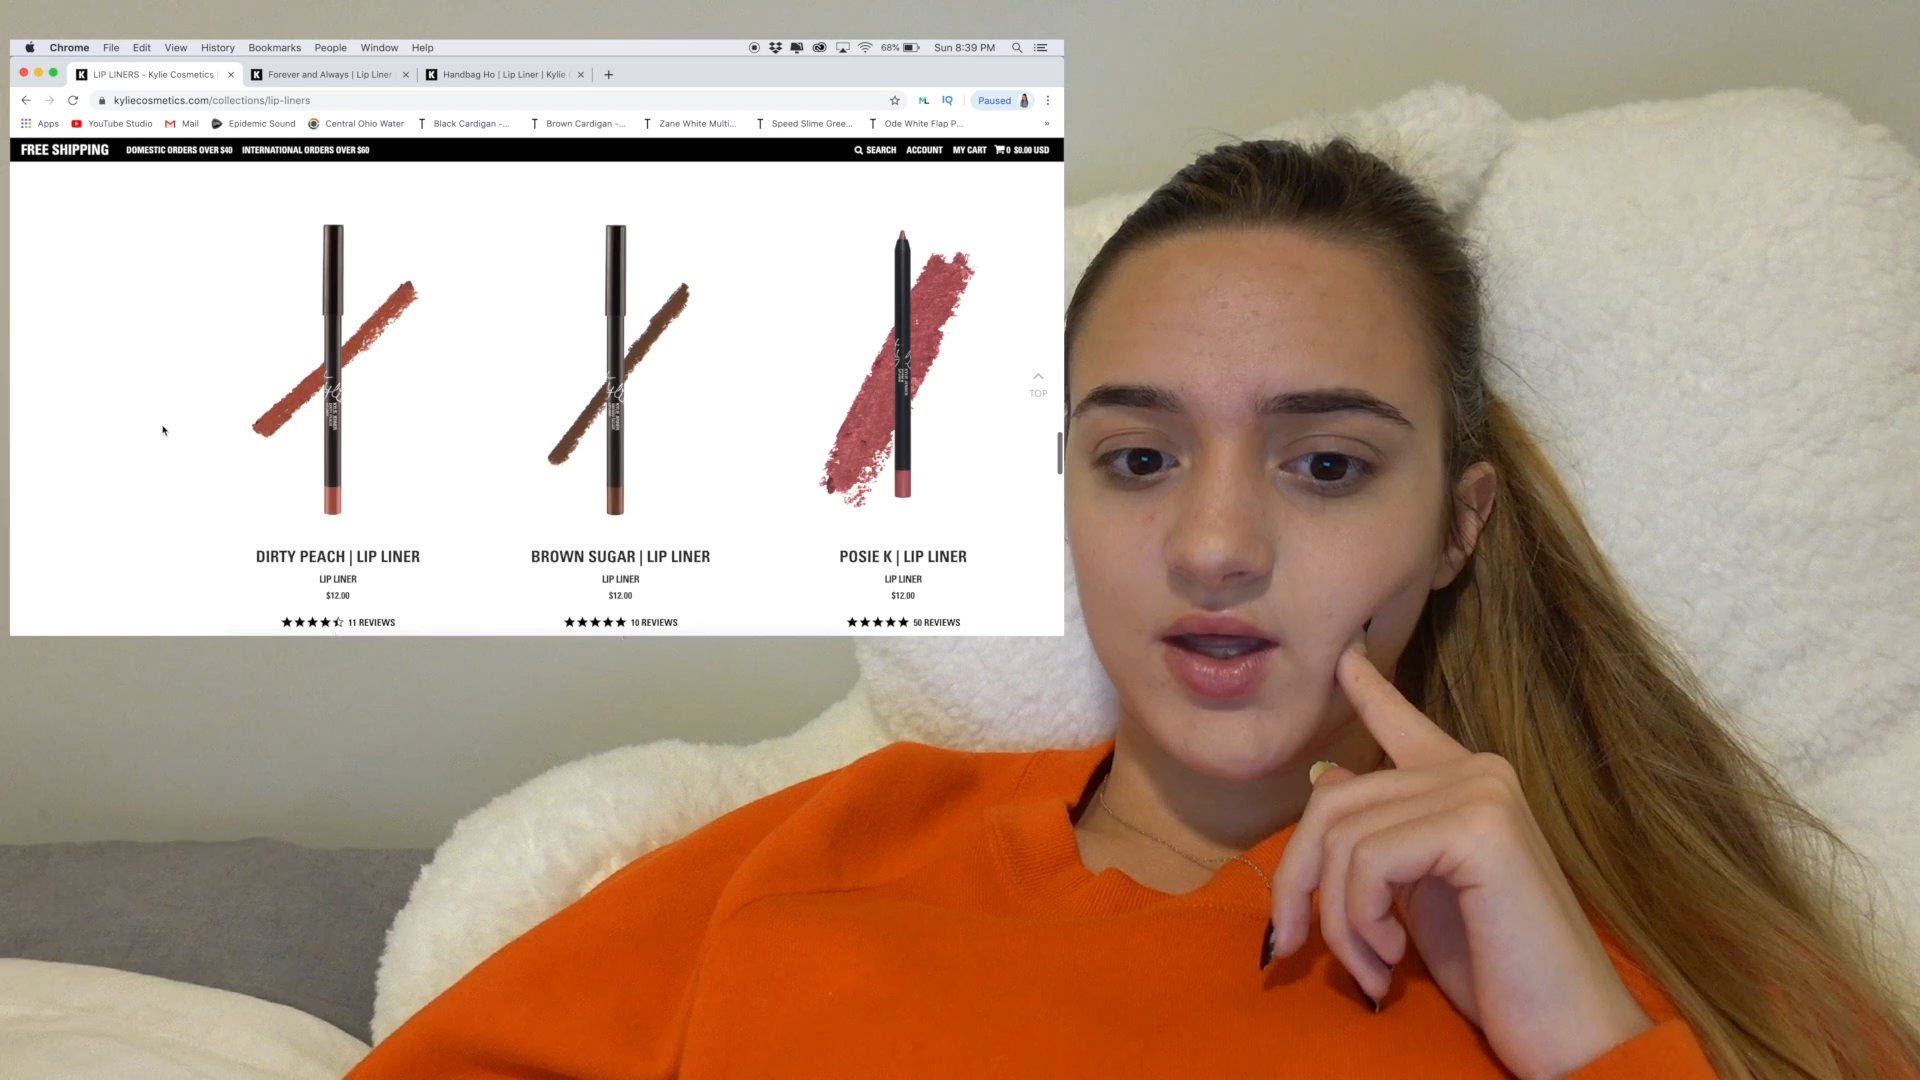 Chrome File Edit View History Bookmarks People Window Help 68% Sun 8:39 PM
LIP LINERS - Kylie Cosmetics | Forever and Always | Lip Liner Handbag Ho | Lip Liner | Kylie
kyliecosmetics.com/collections/lip-liners IQ Paused
Apps YouTube Studio Mail Epidemic Sound Central Ohio Water Black Cardigan -... Brown Cardigan -... Zane White Multi... Speed Slime Gree... Ode White Flap P... »
FREE SHIPPING DOMESTIC ORDERS OVER $40 INTERNATIONAL ORDERS OVER $60 SEARCH ACCOUNT MY CART 0 $0.00 USD
TOP
DIRTY PEACH | LIP LINER BROWN SUGAR | LIP LINER POSIE K | LIP LINER
LIP LINER LIP LINER LIP LINER
$12.00 $12.00 $12.00
11 REVIEWS 10 REVIEWS 50 REVIEWS